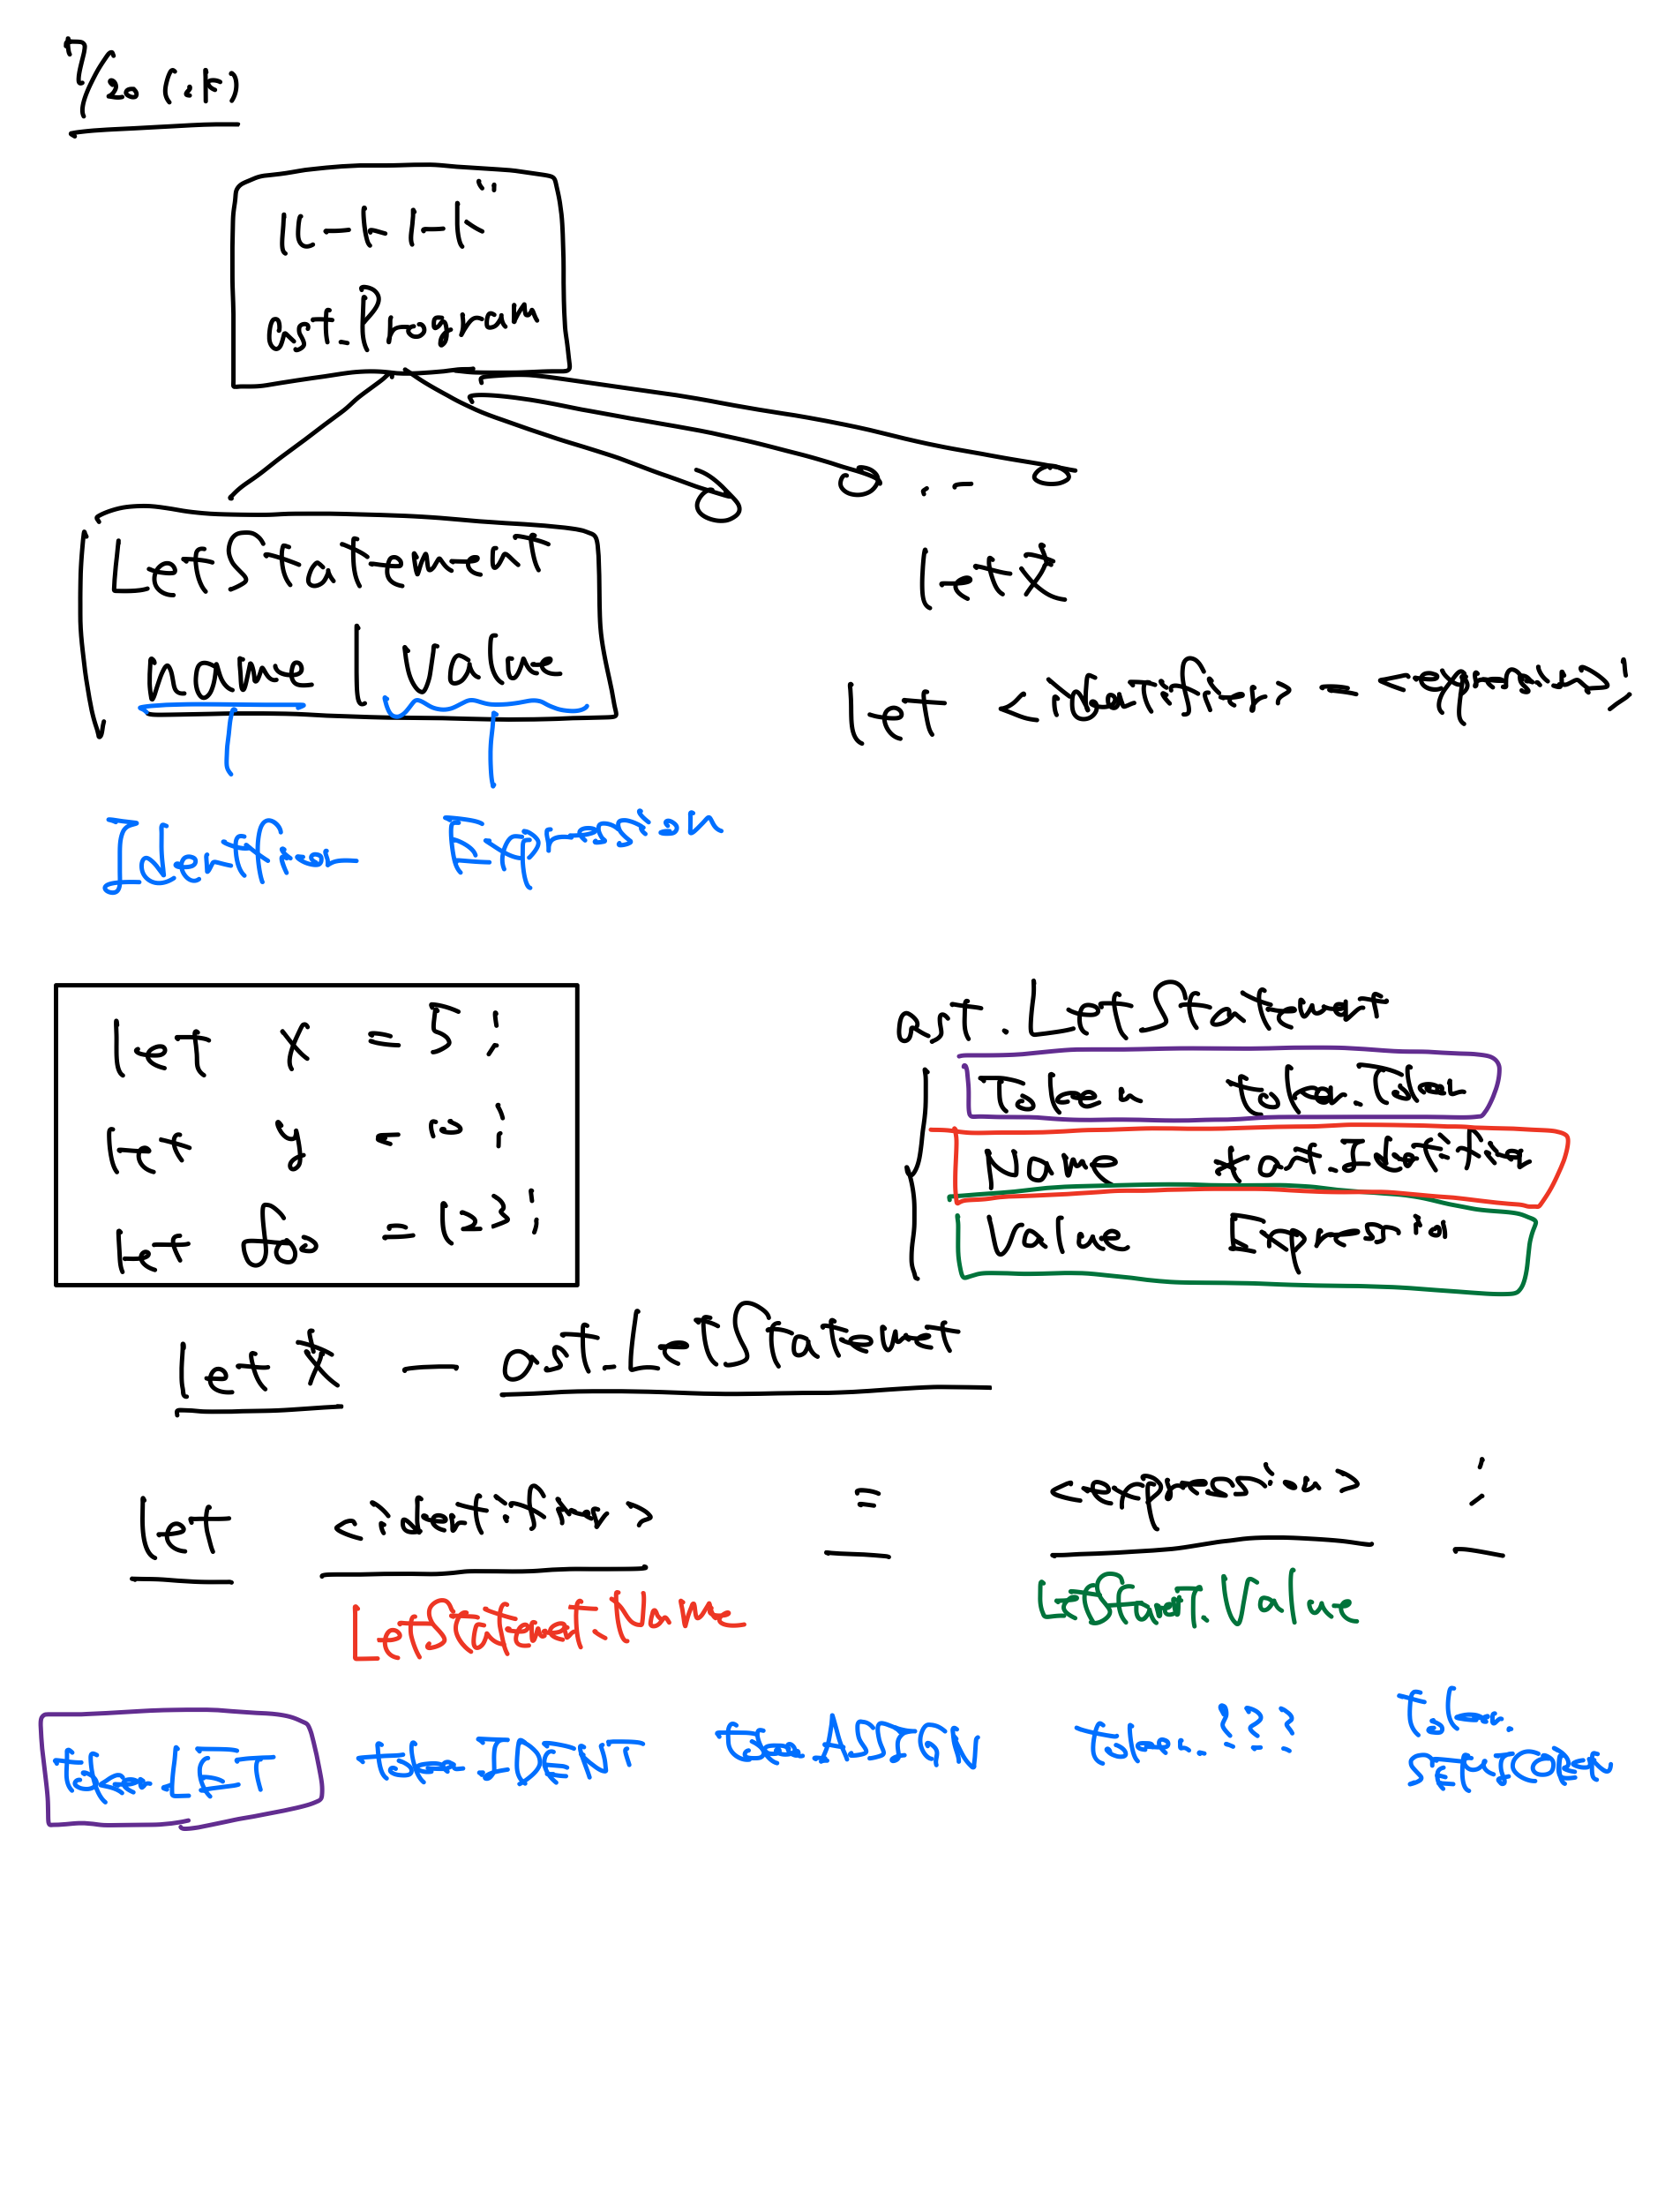 7/20 (水)
ルートノード
ast.Program
LetStatement
name | Value
Identifier
Expression
let文
let <identifier> = <expression>;
let x = 5;
let y = 10;
let foo = 123;
ast.LetStatement
Token token.Token
Name *ast.Identifier
Value Expression
let文 — ast.LetStatement
let <identifier> = <expression> ;
LetStatement.Name
LetStatement.Value
token.LET token.IDENT token.ASSIGN token.??? token.
SEMICOLON